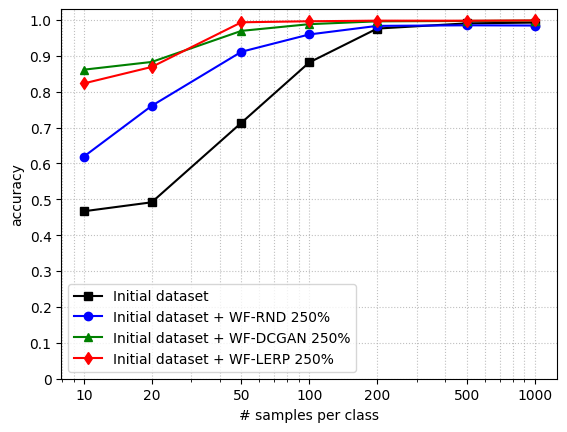 1.0
0.9
0.8
0.7
0.6
0.5
0.4
0.3
0.2
0.1
0
accuracy
Initial dataset
Initial dataset + WF-RND 250%
Initial dataset + WF-DCGAN 250%
Initial dataset + WF-LERP 250%
10 20 50 100 200 500 1000
# samples per class